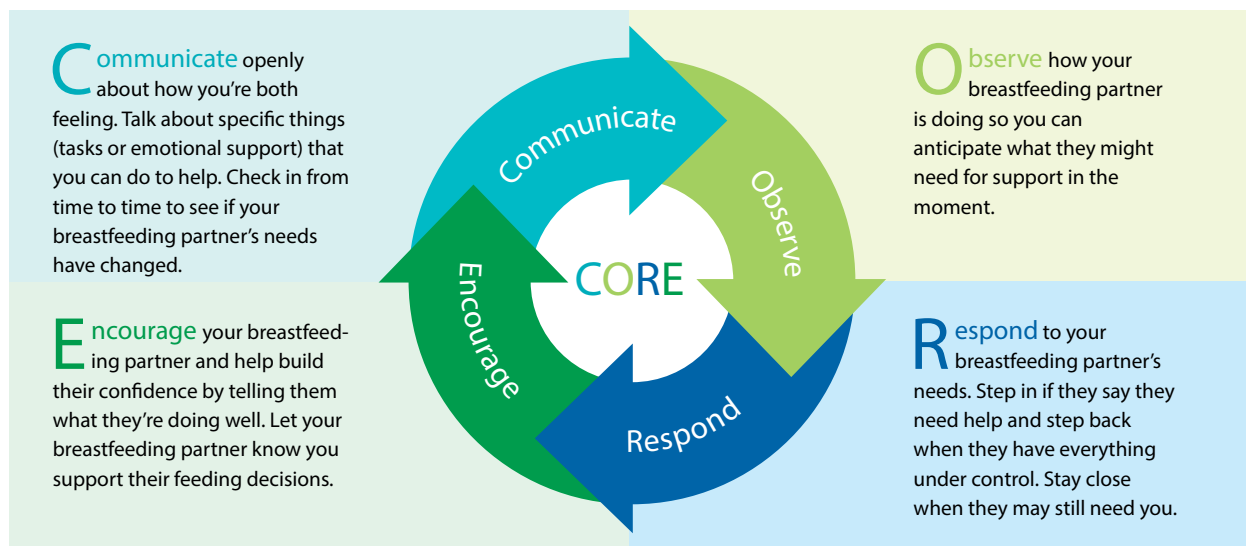 Communicate openly
about how you're both
feeling. Talk about specific things
(tasks or emotional support) that
you can do to help. Check in from
time to time to see if your
breastfeeding partner's needs
have changed.
Observe how your
breastfeeding partner
is doing so you can
anticipate what they might
need for support in the
moment.
Communicate
Observe
CORE
Encourage
Respond
Encourage your breastfeed-
ing partner and help build
their confidence by telling them
what they're doing well. Let your
breastfeeding partner know you
support their feeding decisions.
Respond to your
breastfeeding partner's
needs. Step in if they say they
need help and step back
when they have everything
under control. Stay close
when they may still need you.